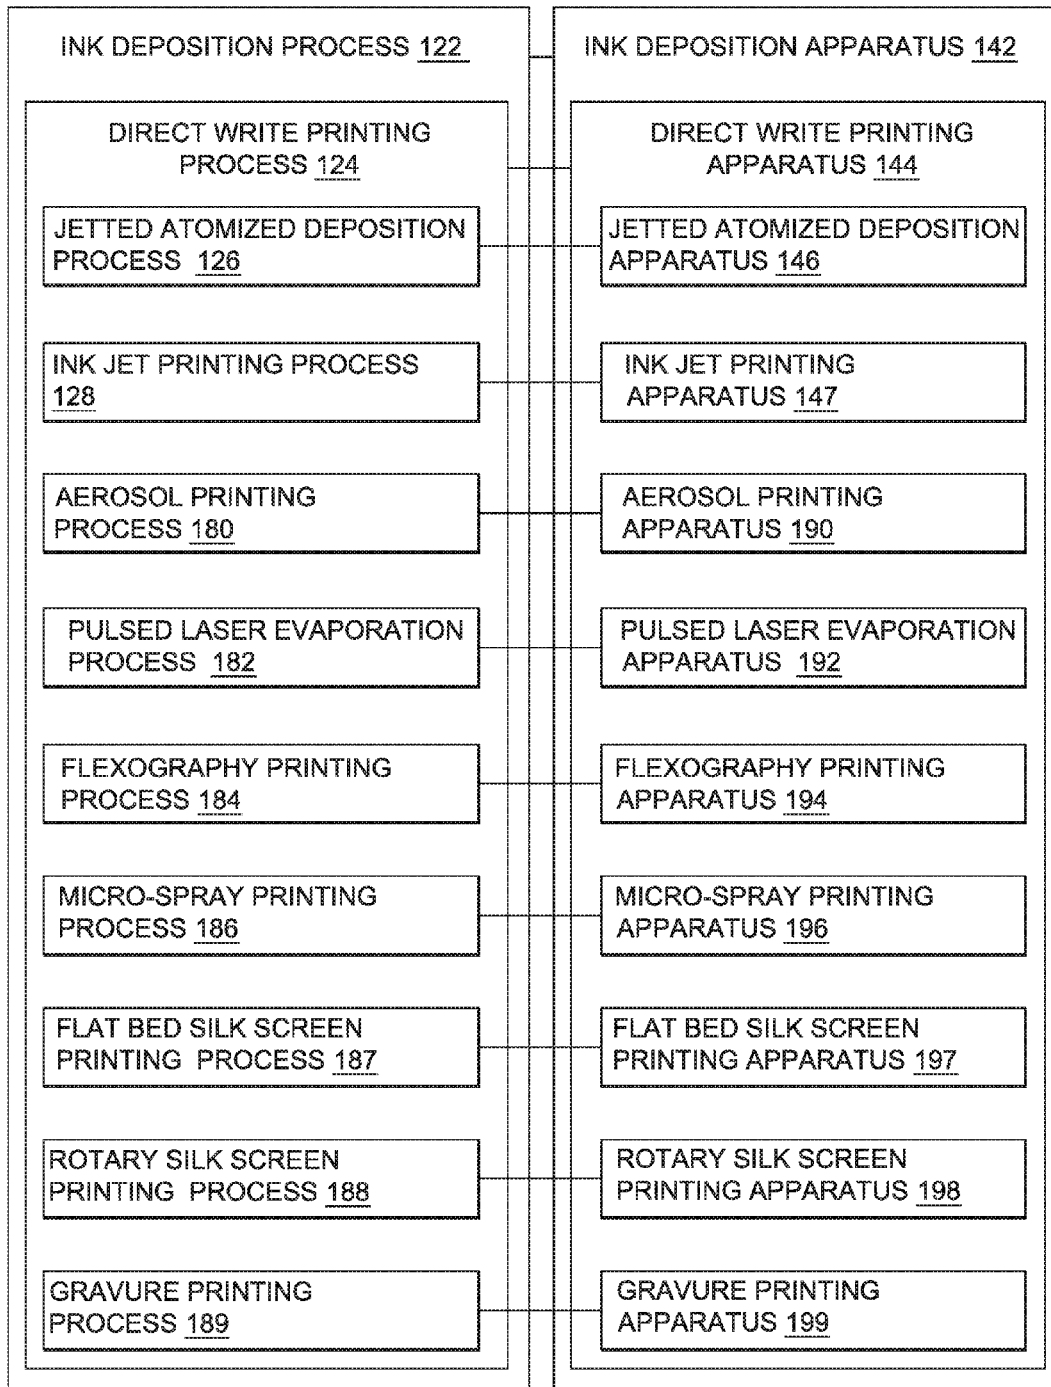 INK DEPOSITION PROCESS 122
DIRECT WRITE PRINTING
PROCESS 124
JETTED ATOMIZED DEPOSITION
PROCESS 126
INK JET PRINTING PROCESS
128
AEROSOL PRINTING
PROCESS 180
PULSED LASER EVAPORATION
PROCESS 182
FLEXOGRAPHY PRINTING
PROCESS 184
MICRO-SPRAY PRINTING
PROCESS 186
FLAT BED SILK SCREEN
PRINTING PROCESS 187
ROTARY SILK SCREEN
PRINTING PROCESS 188
GRAVURE PRINTING
PROCESS 189
INK DEPOSITION APPARATUS 142
DIRECT WRITE PRINTING
APPARATUS 144
JETTED ATOMIZED DEPOSITION
APPARATUS 146
INK JET PRINTING
APPARATUS 147
AEROSOL PRINTING
APPARATUS 190
PULSED LASER EVAPORATION
APPARATUS 192
FLEXOGRAPHY PRINTING
APPARATUS 194
MICRO-SPRAY PRINTING
APPARATUS 196
FLAT BED SILK SCREEN
PRINTING APPARATUS 197
ROTARY SILK SCREEN
PRINTING APPARATUS 198
GRAVURE PRINTING
APPARATUS 199